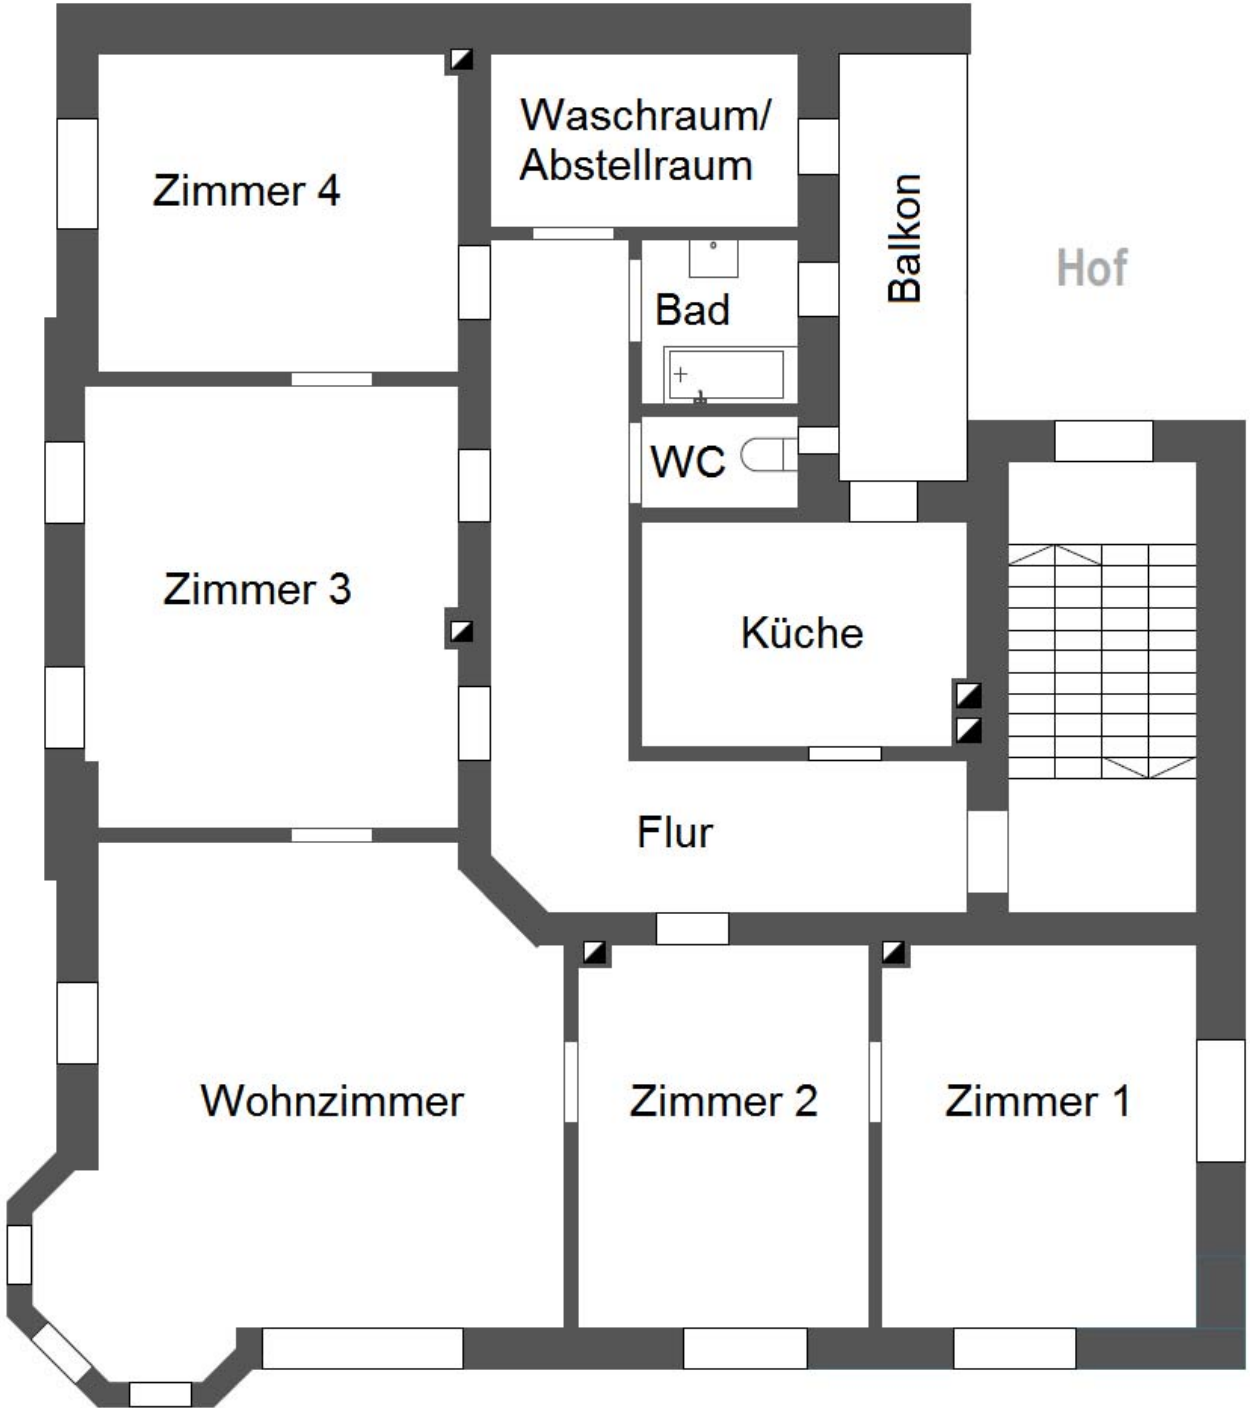 Waschraum/
Abstellraum
Zimmer 4
Balkon
Hof
Bad
WC
Zimmer 3
Küche
Flur
Wohnzimmer
Zimmer 2
Zimmer 1